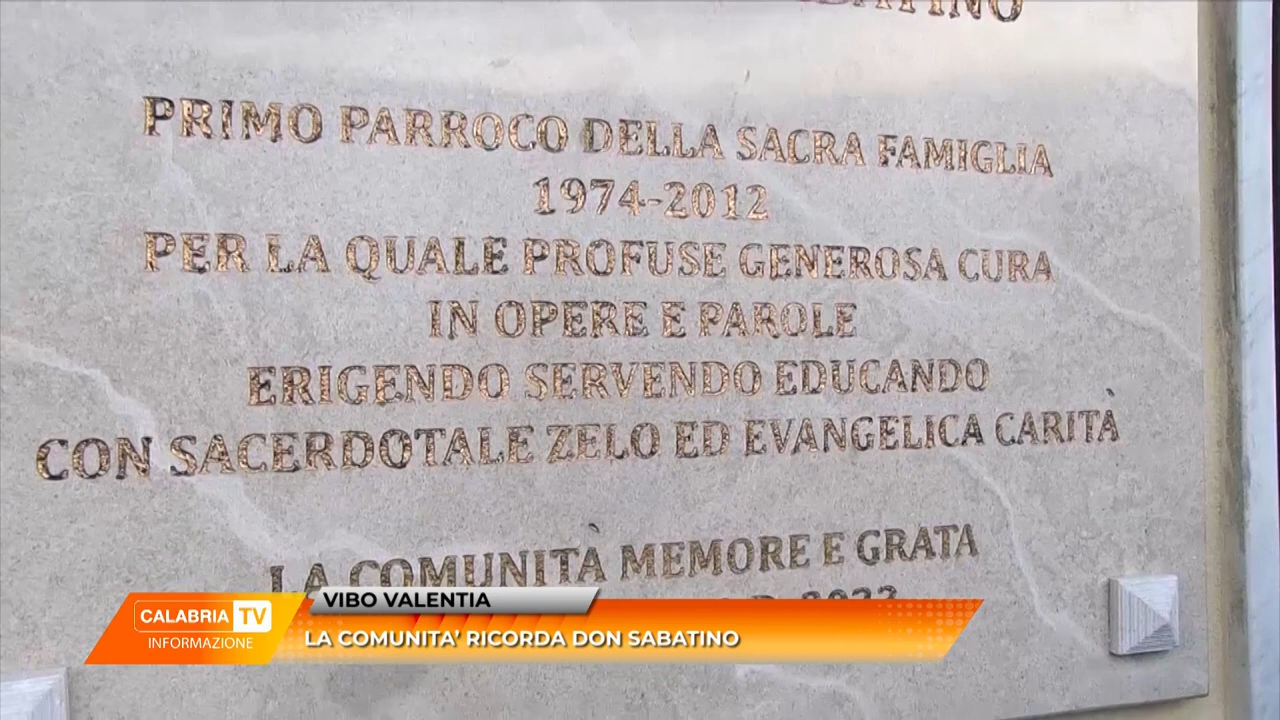 PRIMO PARROCO DELLA SACRA FAMIGLIA
1974-2012
PER LA QUALE PROFUSE GENEROSA CURA
IN OPERE E PAROLE
ERIGENDO SERVENDO EDUCANDO
CON SACERDOTALE ZELO ED EVANGELICA CARITÀ
LA COMUNITÀ MEMORE E GRATA
VIBO VALENTIA
CALABRIA TV
INFORMAZIONE
LA COMUNITA’ RICORDA DON SABATINO